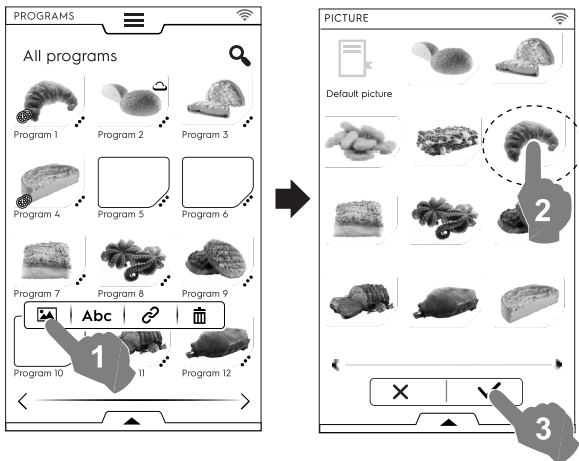 PROGRAMS
All programs
Program 1
Program 2
Program 3
Program 4
Program 5
Program 6
Program 7
Program 8
Program 9
Abc
1
Program 10
11
Program 12
PICTURE
Default picture
2
3